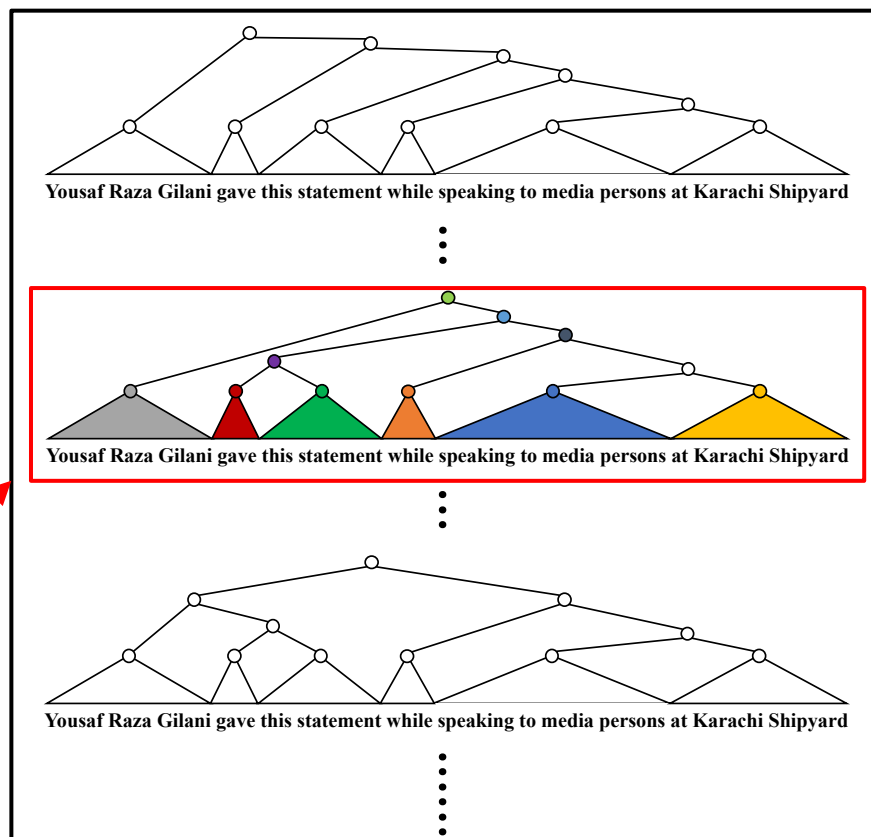 Yousaf Raza Gilani gave this statement while speaking to media persons at Karachi Shipyard
Yousaf Raza Gilani gave this statement while speaking to media persons at Karachi Shipyard
Yousaf Raza Gilani gave this statement while speaking to media persons at Karachi Shipyard